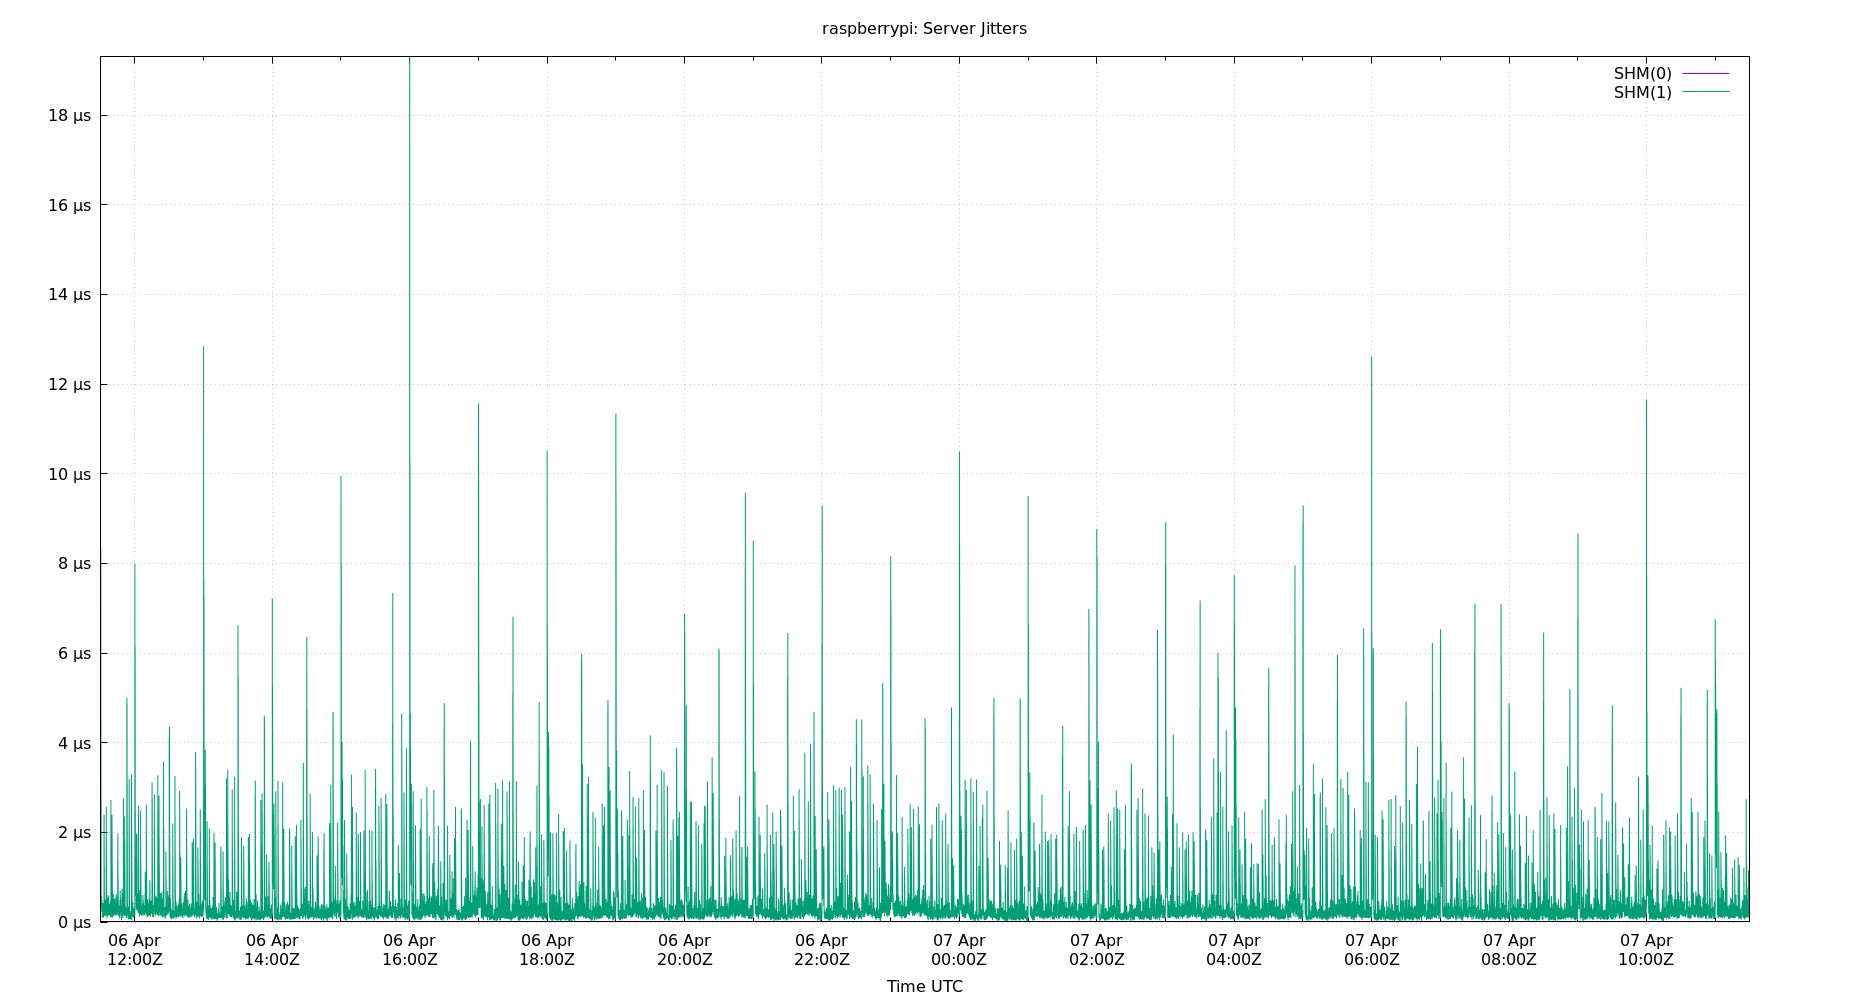 raspberrypi: Server Jitters
SHM(0)
SHM(1)
18 µs
16 µs
14 µs
12 µs
10 µs
8 µs
6 µs
4 µs
2 µs
0 µs
06 Apr 06 Apr 06 Apr 06 Apr 06 Apr 06 Apr 07 Apr 07 Apr 07 Apr 07 Apr 07 Apr 07 Apr
12:00Z 14:00Z 16:00Z 18:00Z 20:00Z 22:00Z 00:00Z 02:00Z 04:00Z 06:00Z 08:00Z 10:00Z
Time UTC